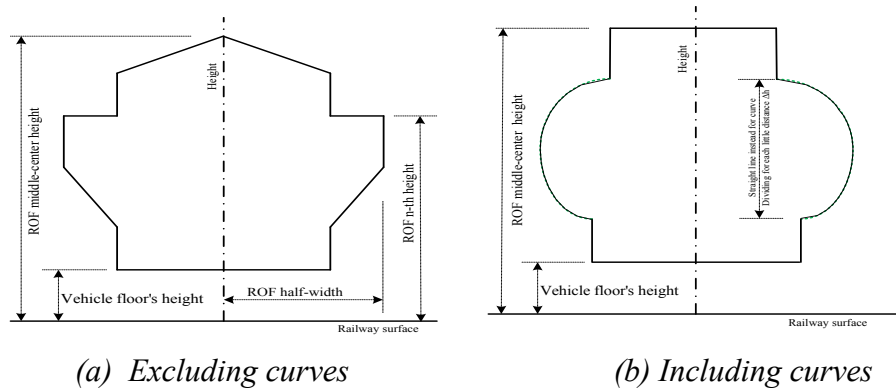 ROF middle-center height
Height
ROF n-th height
Vehicle floor's height
ROF half-width
Railway surface
(a) Excluding curves
ROF middle-center height
Height
Straight line instead for curve
Dividing for each little distance Δh
Vehicle floor's height
Railway surface
(b) Including curves